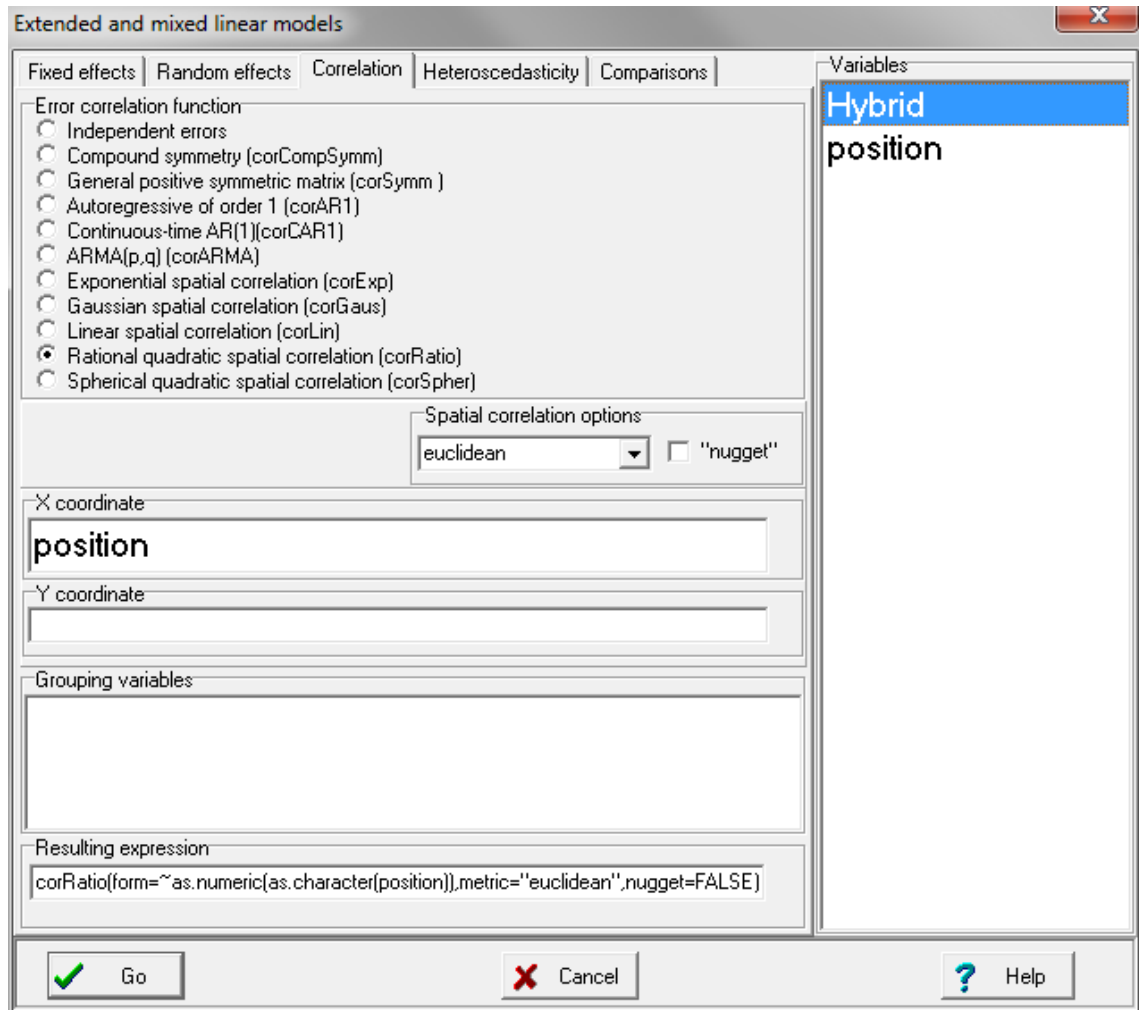 Extended and mixed linear models
X
Fixed effects
Random effects
Correlation
Heteroscedasticity
Comparisons
Error correlation function
Independent errors
Compound symmetry (corCompSymm)
General positive symmetric matrix (corSymm )
Autoregressive of order 1 (corAR1)
Continuous-time AR(1)(corCAR1)
ARMA(p,q) (corARMA)
Exponential spatial correlation (corExp)
Gaussian spatial correlation (corGaus)
Linear spatial correlation (corLin)
Rational quadratic spatial correlation (corRatio)
Spherical quadratic spatial correlation (corSpher)
Spatial correlation options
euclidean
"nugget"
X coordinate
position
Y coordinate
Grouping variables
Resulting expression
corRatio(form=~as.numeric(as.character(position)),metric="euclidean",nugget=FALSE)
Variables
Hybrid
position
Go
Cancel
? Help